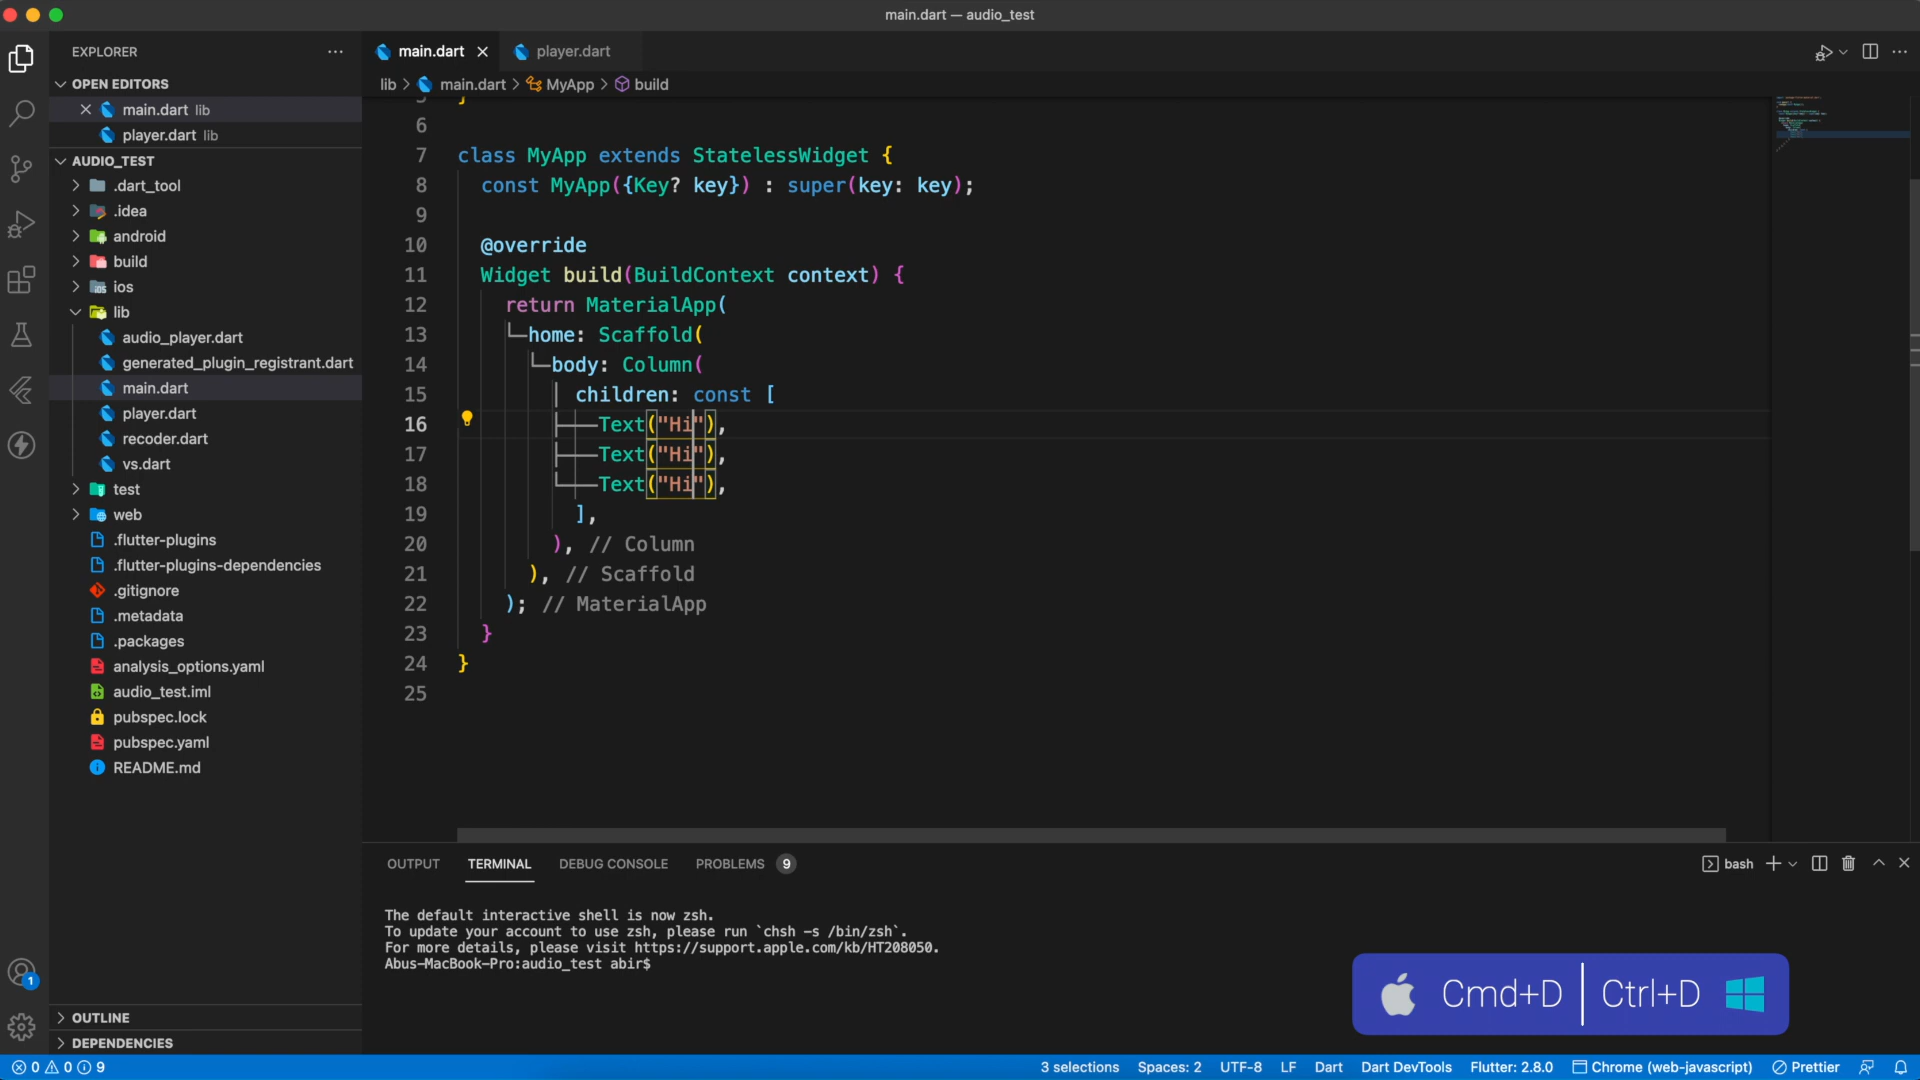 main.dart — audio_test
EXPLORER
main.dart
player.dart
lib > main.dart > MyApp > build
OPEN EDITORS
main.dart lib
player.dart lib
AUDIO_TEST
.dart_tool
.idea
android
build
ios
lib
audio_player.dart
generated_plugin_registrant.dart
main.dart
player.dart
recoder.dart
vs.dart
test
web
.flutter-plugins
.flutter-plugins-dependencies
.gitignore
.metadata
.packages
analysis_options.yaml
audio_test.iml
pubspec.lock
pubspec.yaml
README.md
OUTLINE
DEPENDENCIES
5 }
6
7 class MyApp extends StatelessWidget {
8 const MyApp({Key? key}) : super(key: key);
9
10 @override
11 Widget build(BuildContext context) {
12 return MaterialApp(
13 home: Scaffold(
14 body: Column(
15 children: const [
16 Text("Hi"),
17 Text("Hi"),
18 Text("Hi"),
19 ],
20 ), // Column
21 ), // Scaffold
22 ); // MaterialApp
23 }
24 }
25
OUTPUT TERMINAL DEBUG CONSOLE PROBLEMS 9
bash
The default interactive shell is now zsh.
To update your account to use zsh, please run `chsh -s /bin/zsh`.
For more details, please visit https://support.apple.com/kb/HT208050.
Abus-MacBook-Pro:audio_test abir$
Cmd+D | Ctrl+D
1
0 0 9
3 selections Spaces: 2 UTF-8 LF Dart Dart DevTools Flutter: 2.8.0 Chrome (web-javascript) Prettier